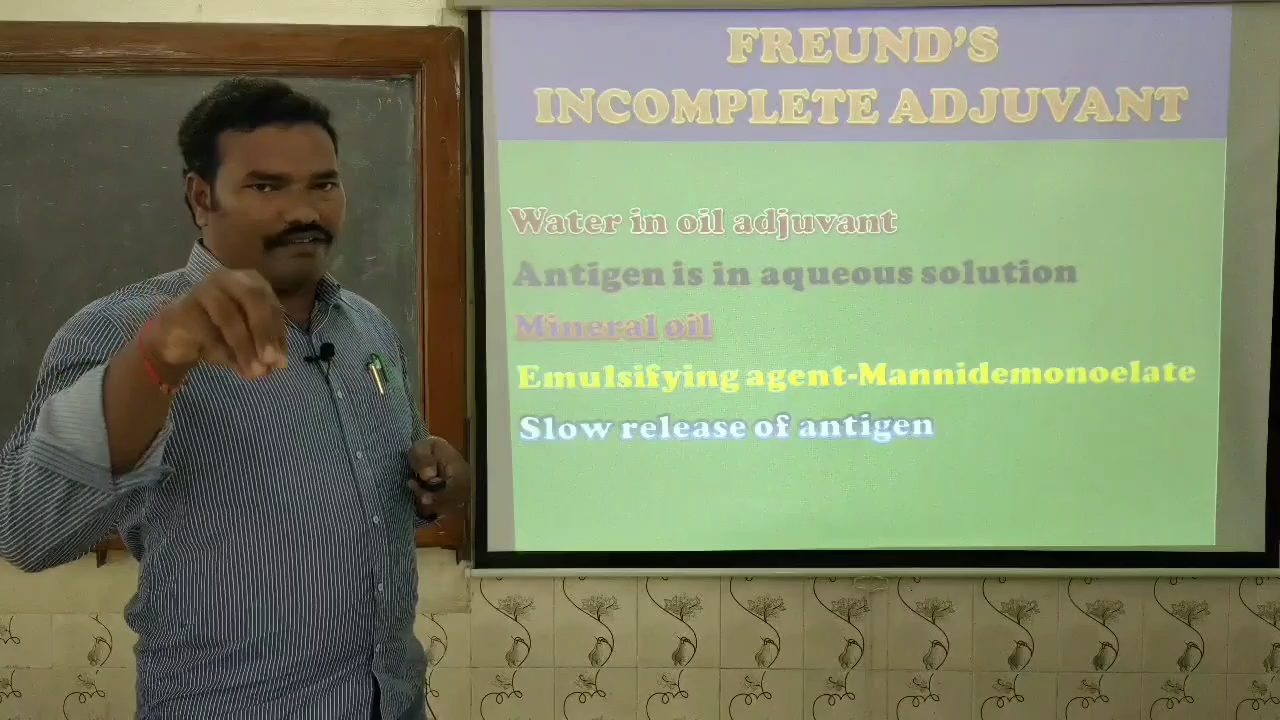 FREUND'S
INCOMPLETE ADJUVANT
Water in oil adjuvant
Antigen is in aqueous solution
Mineral oil
Emulsifying agent-Mannidemonoelate
Slow release of antigen